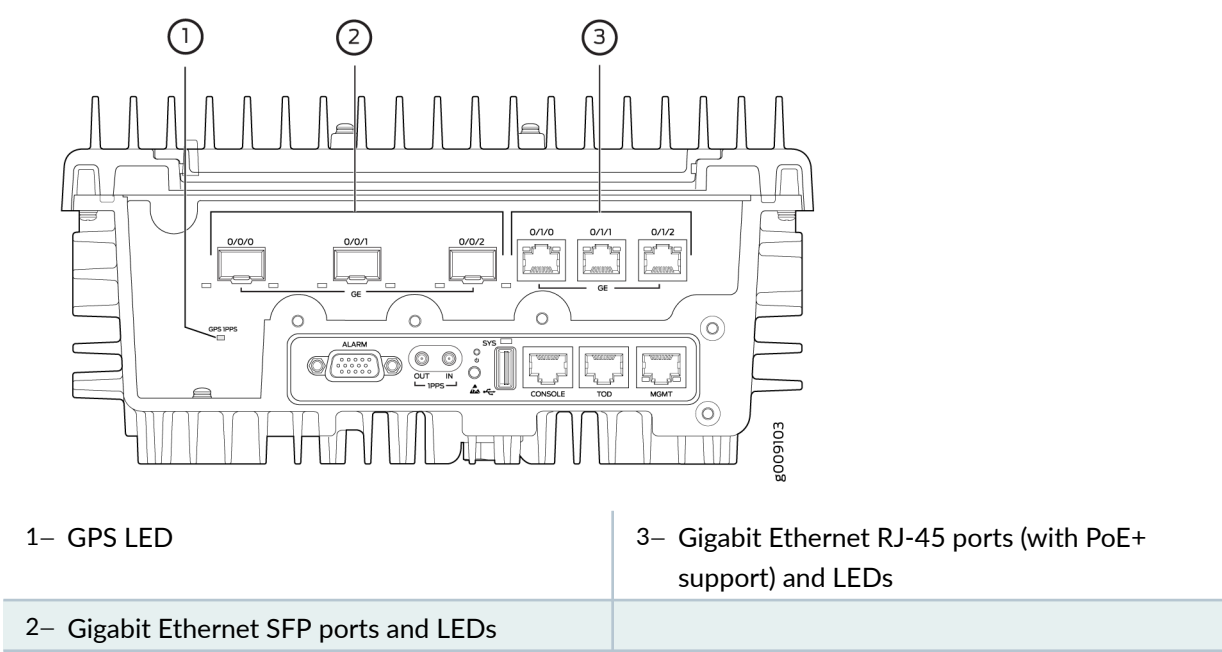 1
2
3
0/0/0
0/0/1
0/0/2
0/1/0
0/1/1
0/1/2
GE
GE
GPS 1PPS
ALARM
SYS
OUT IN
1PPS
CONSOLE
TOD
MGMT
g009103
1– GPS LED
3– Gigabit Ethernet RJ-45 ports (with PoE+
support) and LEDs
2– Gigabit Ethernet SFP ports and LEDs